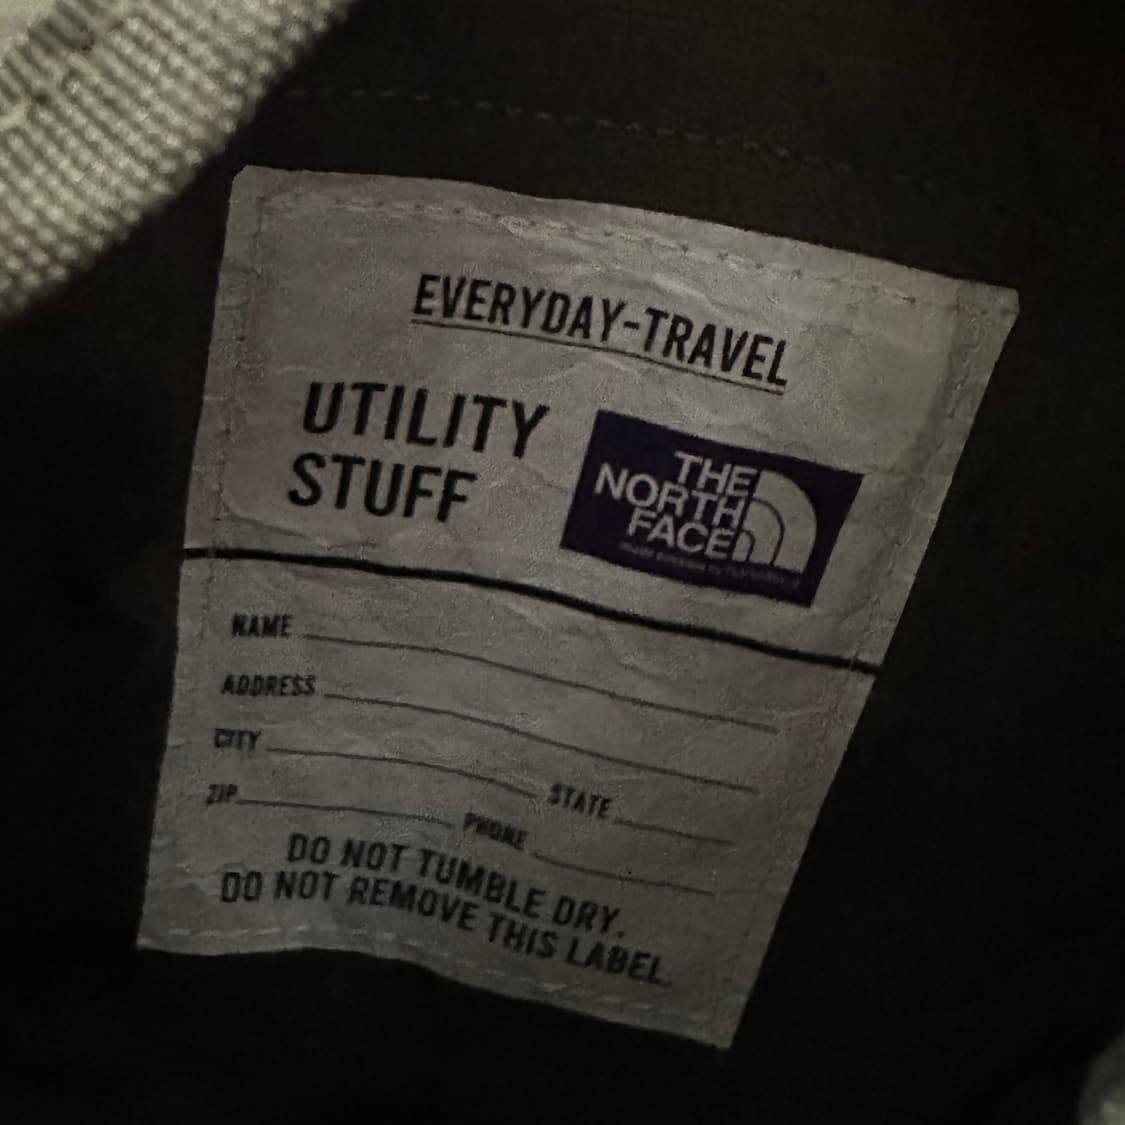 EVERYDAY-TRAVEL
UTILITY
STUFF
THE
NORTH
FACE
NAME
ADDRESS
CITY
STATE
ZIP
PHONE
DO NOT TUMBLE DRY.
DO NOT REMOVE THIS LABEL.